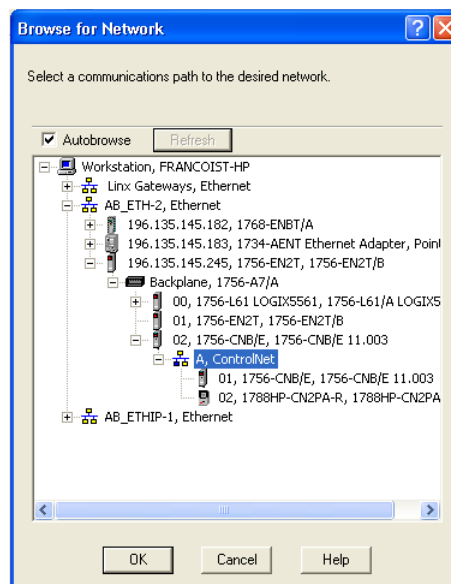 Browse for Network
Select a communications path to the desired network.
Autobrowse Refresh
Workstation, FRANCOIST-HP
Linx Gateways, Ethernet
AB_ETH-2, Ethernet
196.135.145.182, 1768-ENBT/A
196.135.145.183, 1734-AENT Ethernet Adapter,
196.135.145.245, 1756-EN2T, 1756-EN2T/B
Backplane, 1756-A7/A
00, 1756-L61 LOGIX5561, 1756-L61/A LOGIX5
01, 1756-EN2T, 1756-EN2T/B
02, 1756-CNB/E, 1756-CNB/E 11.003
A, ControlNet
01, 1756-CNB/E, 1756-CNB/E 11.003
02, 1788HP-CN2PA-R, 1788HP-CN2PA
AB_ETHIP-1, Ethernet
OK Cancel Help